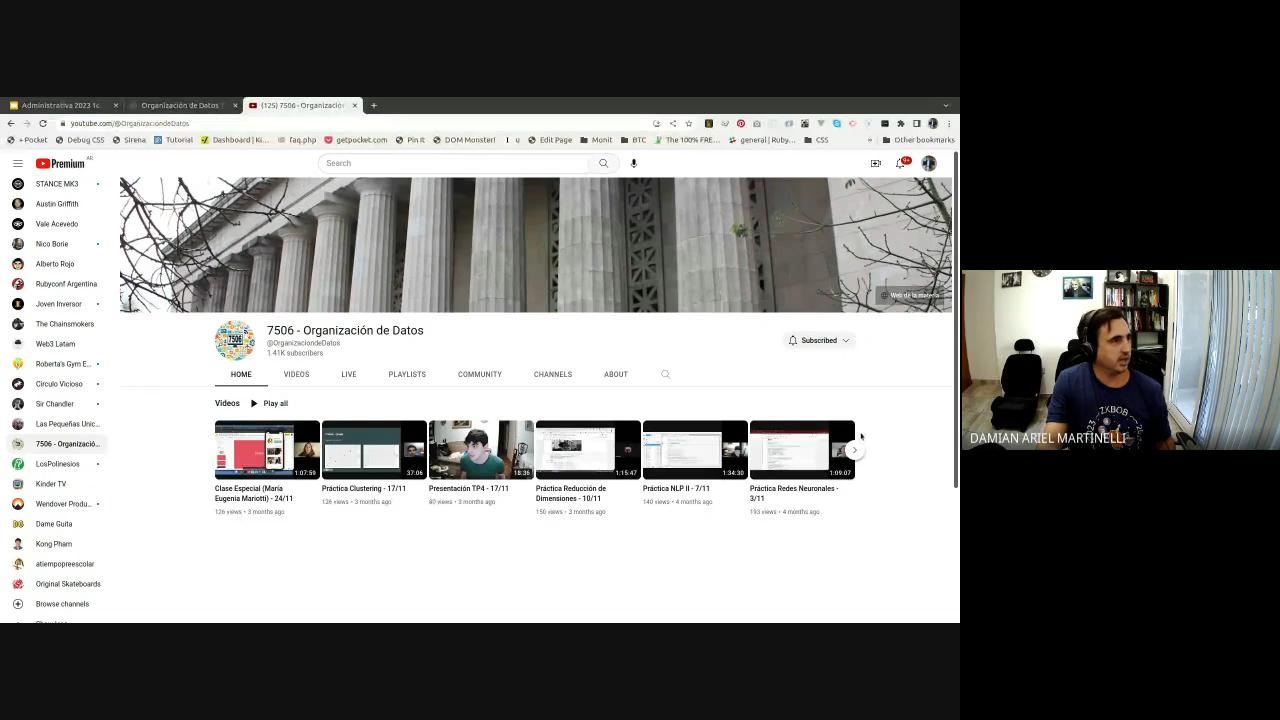 Administrativa 2023 1c.
Organización de Datos
(125) 7506 - Organizació
youtube.com/@OrganizaciondeDatos
+ Pocket
Debug CSS
Sirena
Tutorial
Dashboard | Ki...
faq.php
getpocket.com
Pin It
DOM Monster!
Edit Page
Monit
BTC
The 100% FRE...
general | Ruby...
CSS
»
Other bookmarks
Premium
AR
Search
9+
STANCE MK3
Austin Griffith
Vale Acevedo
Nico Borie
Alberto Rojo
Rubyconf Argentina
Joven Inversor
The Chainsmokers
Web3 Latam
Roberta's Gym E...
Círculo Vicioso
Sir Chandler
Las Pequeñas Unic...
7506 - Organizació...
LosPolinesios
Kinder TV
Wendover Produ...
Dame Guita
Kong Pham
atiempopreescolar
Original Skateboards
Browse channels
Web de la materia
7506
7506 - Organización de Datos
@OrganizaciondeDatos
1.41K subscribers
Subscribed
HOME
VIDEOS
LIVE
PLAYLISTS
COMMUNITY
CHANNELS
ABOUT
Videos
Play all
1:07:59
37:06
18:36
1:15:47
1:34:30
1:09:07
Clase Especial (María
Eugenia Mariotti) - 24/11
126 views • 3 months ago
Práctica Clustering - 17/11
126 views • 3 months ago
Presentación TP4 - 17/11
80 views • 3 months ago
Práctica Reducción de
Dimensiones - 10/11
150 views • 3 months ago
Práctica NLP II - 7/11
140 views • 4 months ago
Práctica Redes Neuronales -
3/11
193 views • 4 months ago
ZKBOB
DAMIAN ARIEL MARTINELLI